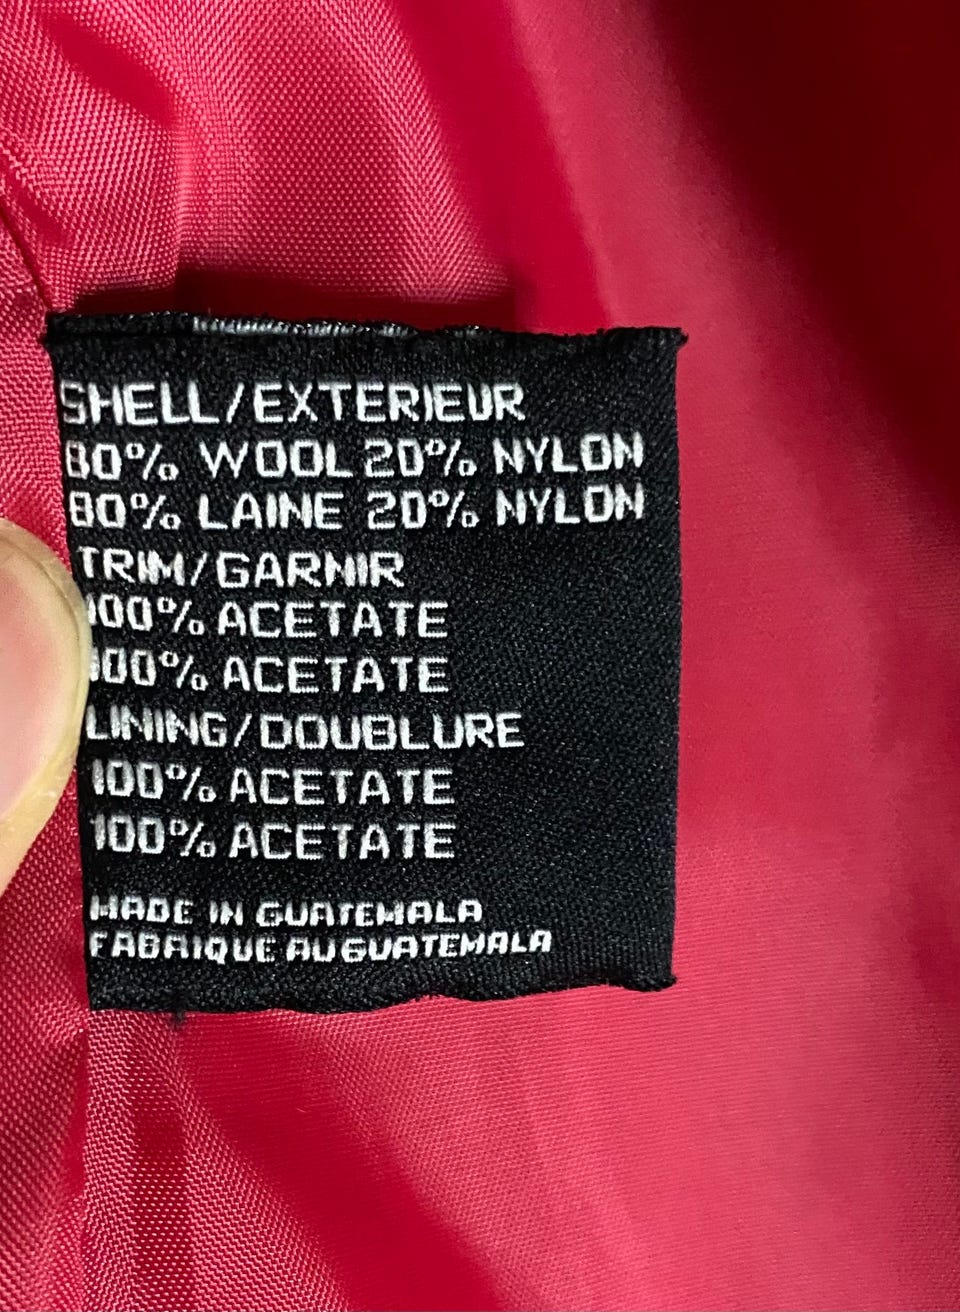 SHELL/EXTERIEUR
80% WOOL 20% NYLON
80% LAINE 20% NYLON
TRIM/GARNIR
100% ACETATE
100% ACETATE
LINING/DOUBLURE
100% ACETATE
100% ACETATE
MADE IN GUATEMALA
FABRIQUE AU GUATEMALA